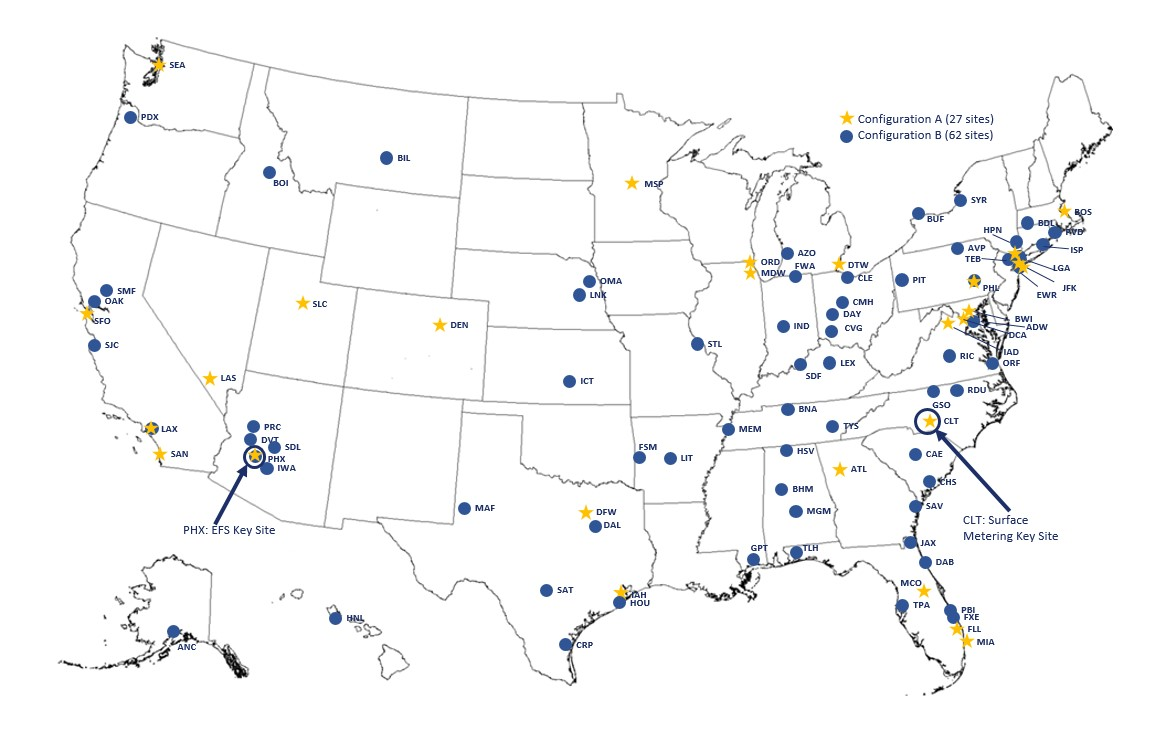 SEA
PDX
Configuration A (27 sites)
Configuration B (62 sites)
BIL
BOI
MSP
SYR
BUF
BOS
BDL
PVD
HPN
ISP
AVP
TEB
LGA
JFK
EWR
PHL
AZO
ORD
FWA
DTW
MDW
CLE
PIT
OMA
LNK
SMF
OAK
SFO
SJC
SLC
DEN
CMH
DAY
CVG
IND
BWI
ADW
DCA
IAD
ORF
RIC
STL
LEX
SDF
LAS
ICT
RDU
GSO
BNA
CLT
TYS
MEM
LAX
SAN
PRC
DVT
SDL
PHX
IWA
FSM
LIT
HSV
CAE
ATL
BHM
CHS
MGM
SAV
MAF
DFW
DAL
PHX: EFS Key Site
CLT: Surface
Metering Key Site
JAX
GPT
TLH
DAB
MCO
SAT
IAH
HOU
TPA
PBI
FXE
FLL
MIA
CRP
HNL
ANC